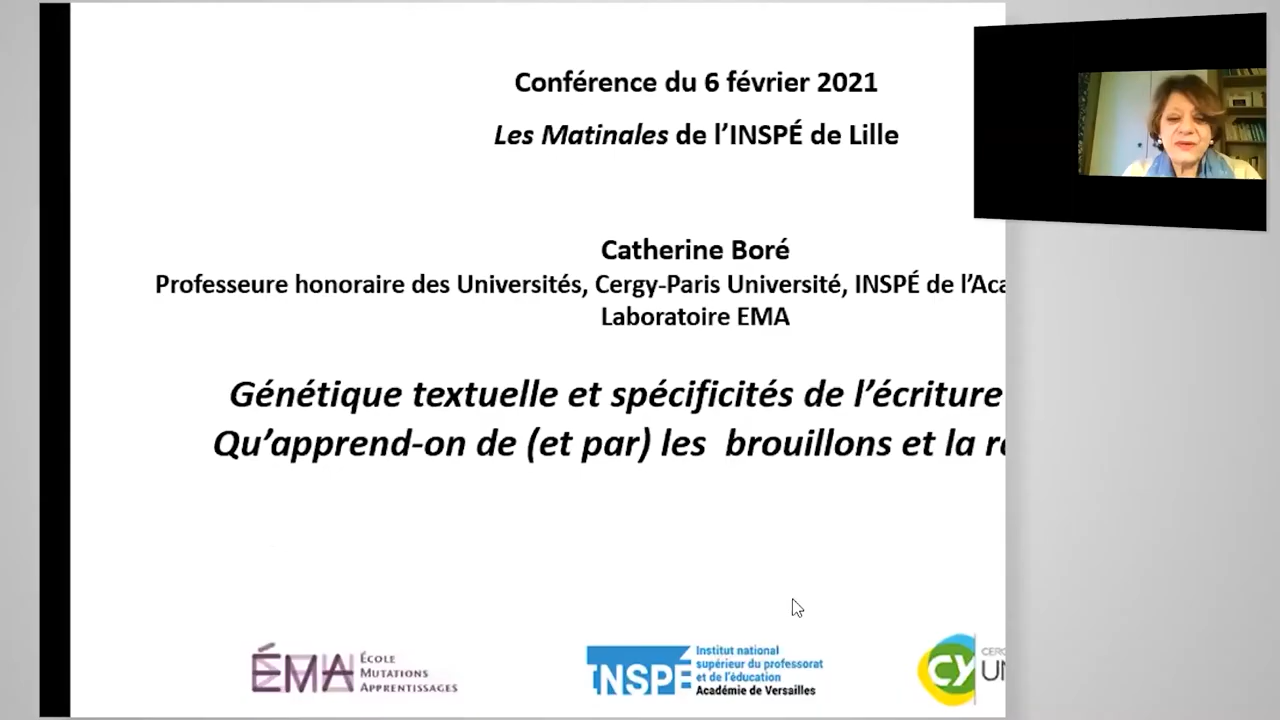 Conférence du 6 février 2021
Les Matinales de l’INSPÉ de Lille
Catherine Boré
Professeure honoraire des Universités, Cergy-Paris Université, INSPÉ de l’Aca
Laboratoire EMA
Génétique textuelle et spécificités de l’écriture
Qu’apprend-on de (et par) les brouillons et la
ÉMA
ÉCOLE
MUTATIONS
APPRENTISSAGES
INSPÉ
Institut national
supérieur du professorat
et de l’éducation
Académie de Versailles
CY
CERG
UN